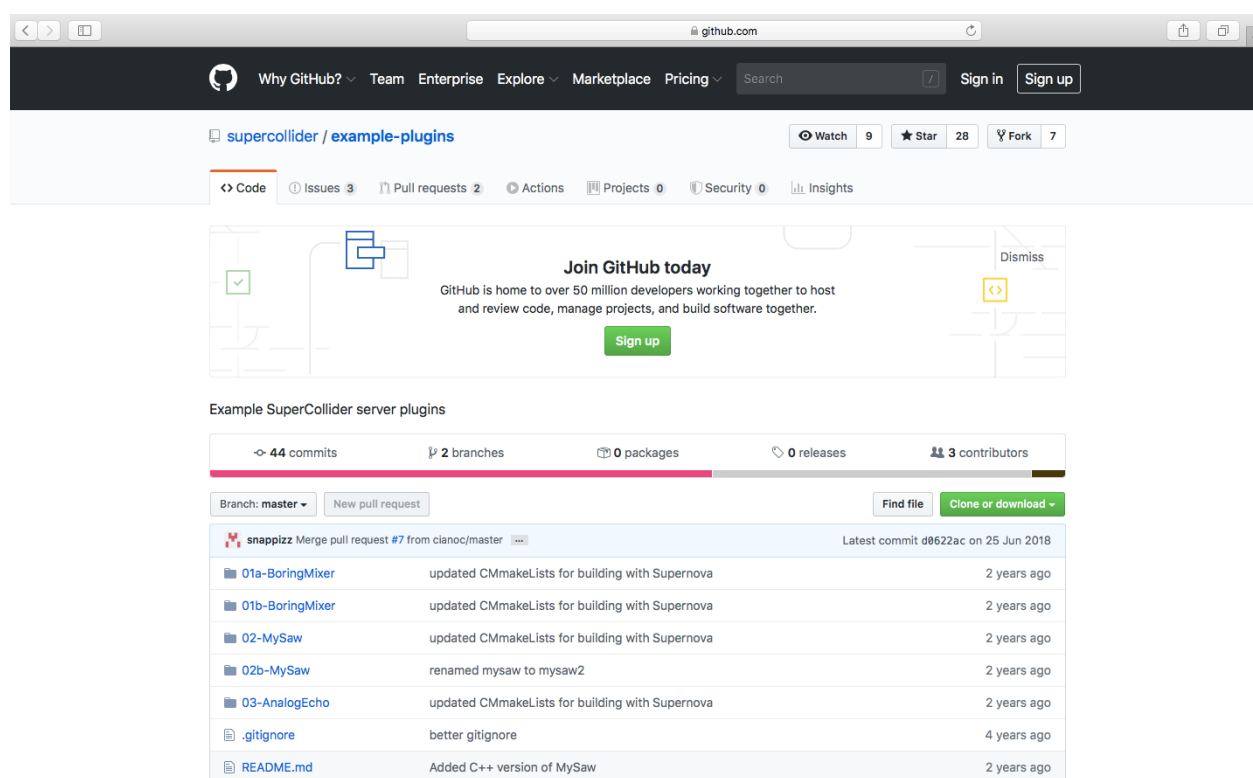 github.com
Why GitHub? Team Enterprise Explore Marketplace Pricing Search / Sign in Sign up
supercollider / example-plugins Watch 9 Star 28 Fork 7
<> Code Issues 3 Pull requests 2 Actions Projects 0 Security 0 Insights
Dismiss
Join GitHub today
GitHub is home to over 50 million developers working together to host
and review code, manage projects, and build software together.
Sign up
Example SuperCollider server plugins
44 commits 2 branches 0 packages 0 releases 3 contributors
Branch: master New pull request Find file Clone or download
snappizz Merge pull request #7 from cianoc/master ... Latest commit d0622ac on 25 Jun 2018
01a-BoringMixer updated CMmakeLists for building with Supernova 2 years ago
01b-BoringMixer updated CMmakeLists for building with Supernova 2 years ago
02-MySaw updated CMmakeLists for building with Supernova 2 years ago
02b-MySaw renamed mysaw to mysaw2 2 years ago
03-AnalogEcho updated CMmakeLists for building with Supernova 2 years ago
.gitignore better gitignore 4 years ago
README.md Added C++ version of MySaw 2 years ago